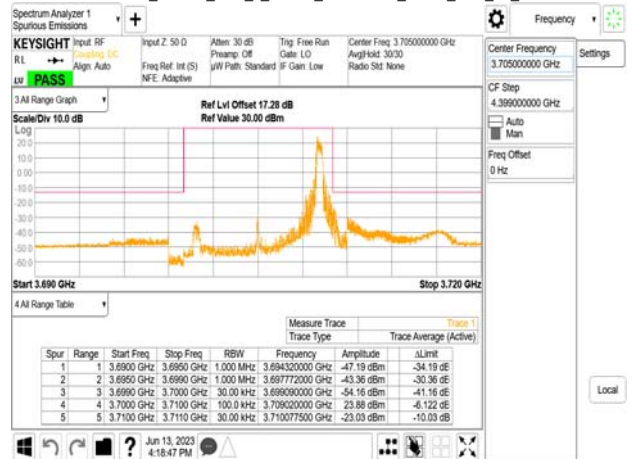 Spectrum Analyzer 1
Spurious Emissions
Frequency
KEYSIGHT
Input: RF
Coupling: DC
Align: Auto
Input Z: 50 Ω
Freq Ref: Int (S)
NFE: Adaptive
Atten: 30 dB
Preamp: Off
µW Path: Standard
Trig: Free Run
Gate: LO
IF Gain: Low
Center Freq: 3.705000000 GHz
Avg|Hold: 30/30
Radio Std: None
RL
LVI PASS
Center Frequency
3.705000000 GHz
Settings
CF Step
4.399000000 GHz
Auto
Man
Freq Offset
0 Hz
Local
3 All Range Graph
Scale/Div 10.0 dB
Ref Lvl Offset 17.28 dB
Ref Value 30.00 dBm
Log
20.0
10.0
0.00
-10.0
-20.0
-30.0
-40.0
-50.0
-60.0
Start 3.690 GHz
Stop 3.720 GHz
4 All Range Table
Measure Trace Trace 1
Trace Type Trace Average (Active)
Spur Range Start Freq Stop Freq RBW Frequency Amplitude ΔLimit
1 1 3.6900 GHz 3.6950 GHz 1.000 MHz 3.694320000 GHz -47.19 dBm -34.19 dB
2 2 3.6950 GHz 3.6990 GHz 1.000 MHz 3.697772000 GHz -43.36 dBm -30.36 dB
3 3 3.6990 GHz 3.7000 GHz 30.00 kHz 3.699090000 GHz -54.16 dBm -41.16 dB
4 4 3.7000 GHz 3.7100 GHz 100.0 kHz 3.709020000 GHz 23.88 dBm -6.122 dB
5 5 3.7100 GHz 3.7110 GHz 30.00 kHz 3.710077500 GHz -23.03 dBm -10.03 dB
Jun 13, 2023
4:18:47 PM